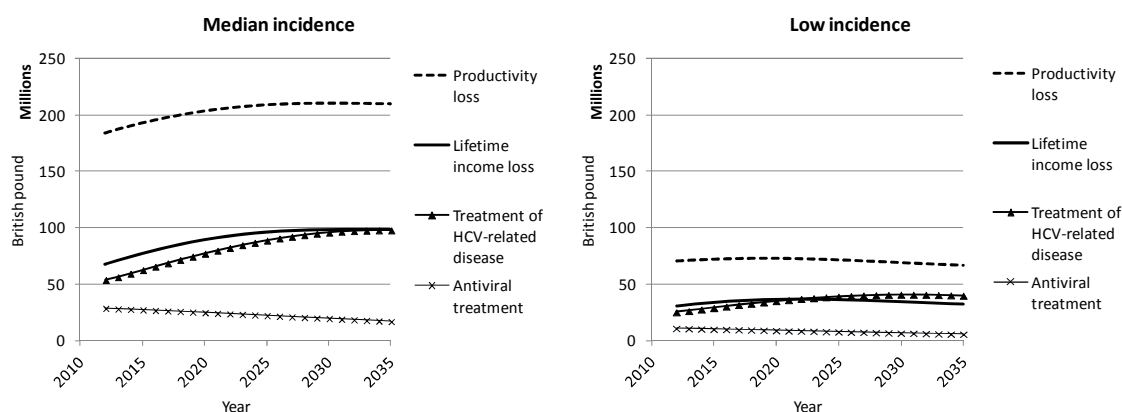 Median incidence
Millions
British pound
250
200
150
100
50
0
2010
2015
2020
2025
2030
2035
Year
Productivity
loss
Lifetime
income loss
Treatment of
HCV-related
disease
Antiviral
treatment
Low incidence
Millions
British pound
250
200
150
100
50
0
2010
2015
2020
2025
2030
2035
Year
Productivity
loss
Lifetime
income loss
Treatment of
HCV-related
disease
Antiviral
treatment